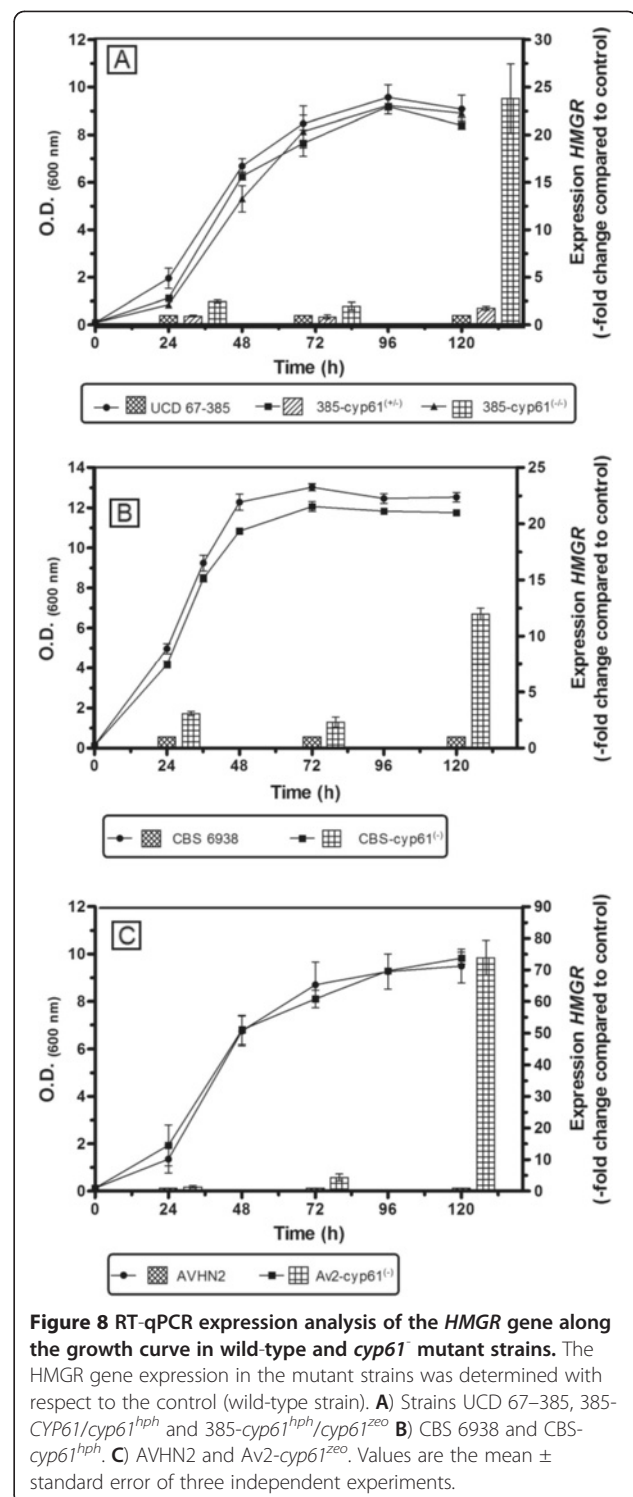 A
12
10
8
6
4
2
0
O.D. (600 nm)
30
25
20
15
10
5
0
Expression HMGR
(-fold change compared to control)
0 24 48 72 96 120
Time (h)
UCD 67-385 385-cyp61(+/-) 385-cyp61(-/-)
B
14
12
10
8
6
4
2
0
O.D. (600 nm)
25
20
15
10
5
0
Expression HMGR
(-fold change compared to control)
0 24 48 72 96 120
Time (h)
CBS 6938 CBS-cyp61(-)
C
12
10
8
6
4
2
0
O.D. (600 nm)
90
80
70
60
50
40
30
20
10
0
Expression HMGR
(-fold change compared to control)
0 24 48 72 96 120
Time (h)
AVHN2 Av2-cyp61(-)
Figure 8 RT-qPCR expression analysis of the HMGR gene along
the growth curve in wild-type and cyp61- mutant strains. The
HMGR gene expression in the mutant strains was determined with
respect to the control (wild-type strain). A) Strains UCD 67–385, 385-
CYP61/cyp61hph and 385-cyp61hph/cyp61zeo B) CBS 6938 and CBS-
cyp61hph. C) AVHN2 and Av2-cyp61zeo. Values are the mean ±
standard error of three independent experiments.